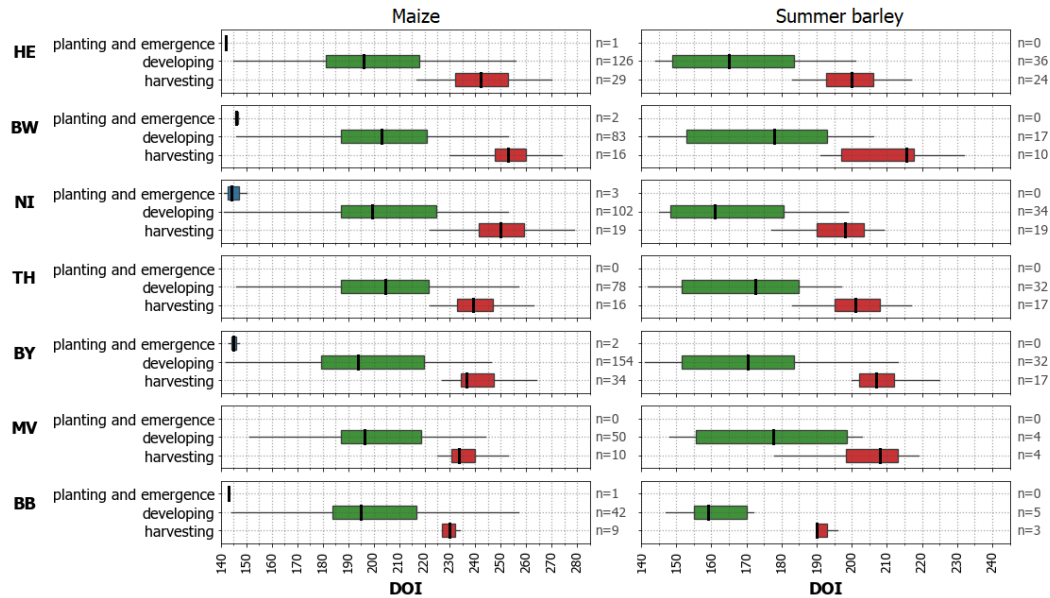 Maize Summer barley
HE planting and emergence n=1 n=0
developing n=126 n=36
harvesting n=29 n=24
BW planting and emergence n=2 n=0
developing n=83 n=17
harvesting n=16 n=10
NI planting and emergence n=3 n=0
developing n=102 n=34
harvesting n=19 n=19
TH planting and emergence n=0 n=0
developing n=78 n=32
harvesting n=16 n=17
BY planting and emergence n=2 n=0
developing n=154 n=32
harvesting n=34 n=17
MV planting and emergence n=0 n=0
developing n=50 n=4
harvesting n=10 n=4
BB planting and emergence n=1 n=0
developing n=42 n=5
harvesting n=9 n=3
140 150 160 170 180 190 200 210 220 230 240 250 260 270 280 140 150 160 170 180 190 200 210 220 230 240
DOI DOI